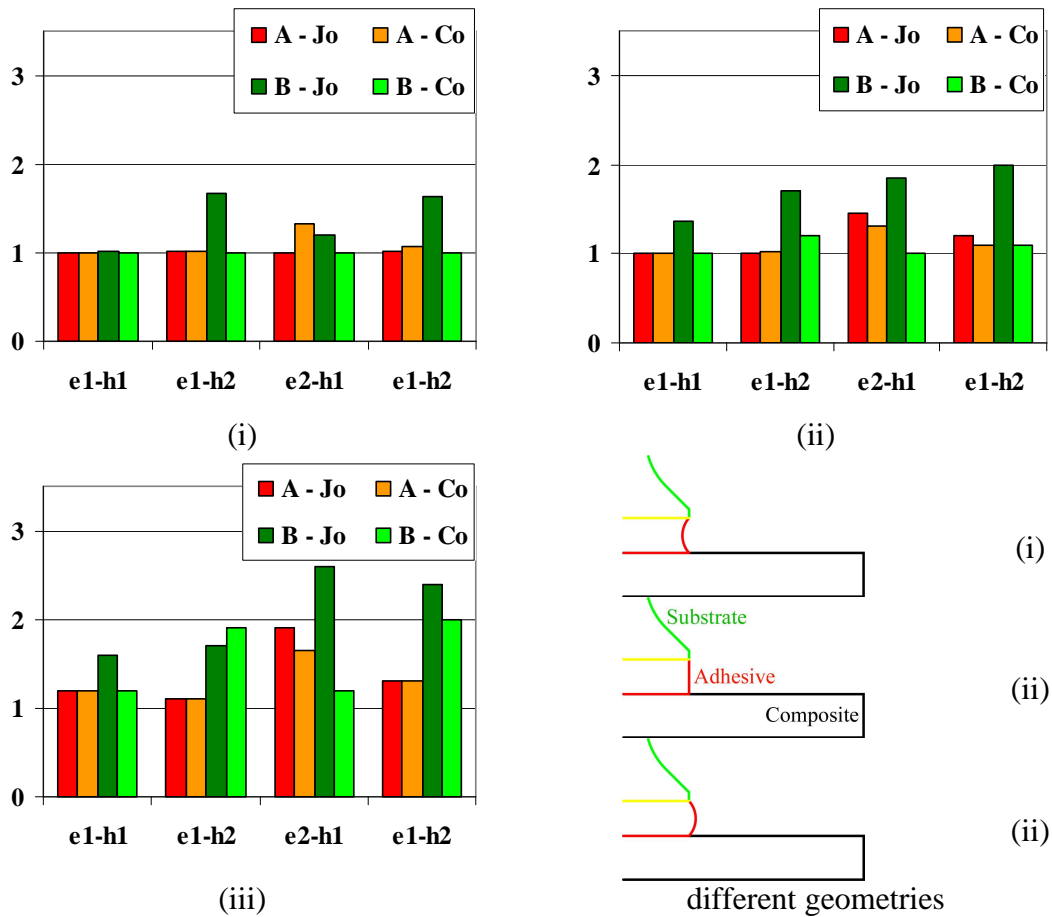 A - Jo A - Co
B - Jo B - Co
3
2
1
0
e1-h1 e1-h2 e2-h1 e1-h2
(i)
A - Jo A - Co
B - Jo B - Co
3
2
1
0
e1-h1 e1-h2 e2-h1 e1-h2
(ii)
A - Jo A - Co
B - Jo B - Co
3
2
1
0
e1-h1 e1-h2 e2-h1 e1-h2
(iii)
(i)
Substrate
Adhesive
(ii)
Composite
(ii)
different geometries